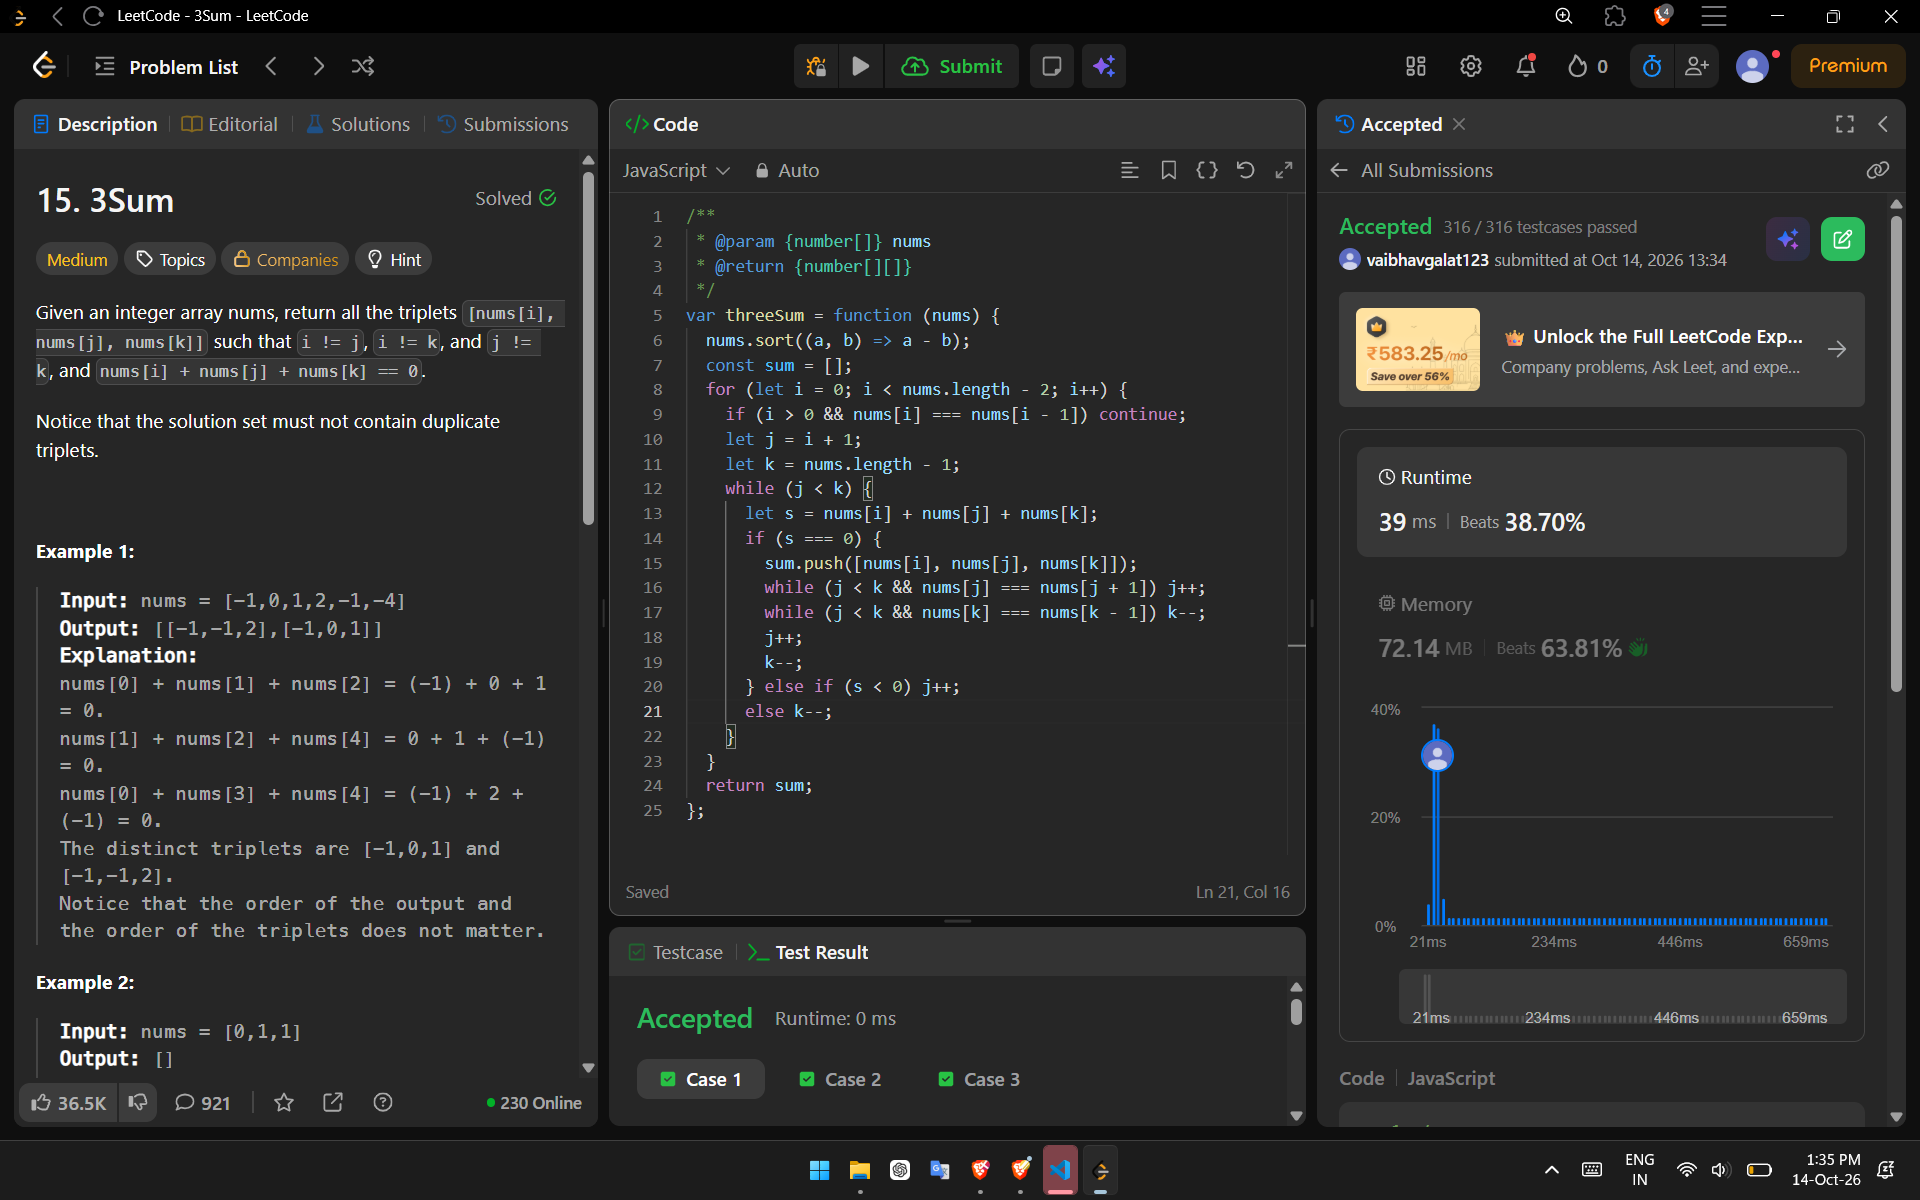 LeetCode - 3Sum - LeetCode
4
Problem List
Submit
0
Premium
Description
Editorial
Solutions
Submissions
15. 3Sum
Solved
Medium
Topics
Companies
Hint
Given an integer array nums, return all the triplets [nums[i],
nums[j], nums[k]] such that i != j, i != k, and j !=
k, and nums[i] + nums[j] + nums[k] == 0.
Notice that the solution set must not contain duplicate
triplets.
Example 1:
Input: nums = [-1,0,1,2,-1,-4]
Output: [[-1,-1,2],[-1,0,1]]
Explanation:
nums[0] + nums[1] + nums[2] = (-1) + 0 + 1
= 0.
nums[1] + nums[2] + nums[4] = 0 + 1 + (-1)
= 0.
nums[0] + nums[3] + nums[4] = (-1) + 2 +
(-1) = 0.
The distinct triplets are [-1,0,1] and
[-1,-1,2].
Notice that the order of the output and
the order of the triplets does not matter.
Example 2:
Input: nums = [0,1,1]
Output: []
36.5K
921
230 Online
Code
JavaScript
Auto
1 /**
2 * @param {number[]} nums
3 * @return {number[][]}
4 */
5 var threeSum = function (nums) {
6 nums.sort((a, b) => a - b);
7 const sum = [];
8 for (let i = 0; i < nums.length - 2; i++) {
9 if (i > 0 && nums[i] === nums[i - 1]) continue;
10 let j = i + 1;
11 let k = nums.length - 1;
12 while (j < k) {
13 let s = nums[i] + nums[j] + nums[k];
14 if (s === 0) {
15 sum.push([nums[i], nums[j], nums[k]]);
16 while (j < k && nums[j] === nums[j + 1]) j++;
17 while (j < k && nums[k] === nums[k - 1]) k--;
18 j++;
19 k--;
20 } else if (s < 0) j++;
21 else k--;
22 }
23 }
24 return sum;
25 };
Saved
Ln 21, Col 16
Testcase
Test Result
Accepted
Runtime: 0 ms
Case 1
Case 2
Case 3
Accepted
All Submissions
Accepted 316 / 316 testcases passed
vaibhavgalat123 submitted at Oct 14, 2026 13:34
₹583.25/mo
Save over 56%
Unlock the Full LeetCode Exp...
Company problems, Ask Leet, and expe...
Runtime
39 ms
Beats 38.70%
Memory
72.14 MB
Beats 63.81%
40%
20%
0%
21ms
234ms
446ms
659ms
21ms
234ms
446ms
659ms
Code
JavaScript
ENG
IN
1:35 PM
14-Oct-26